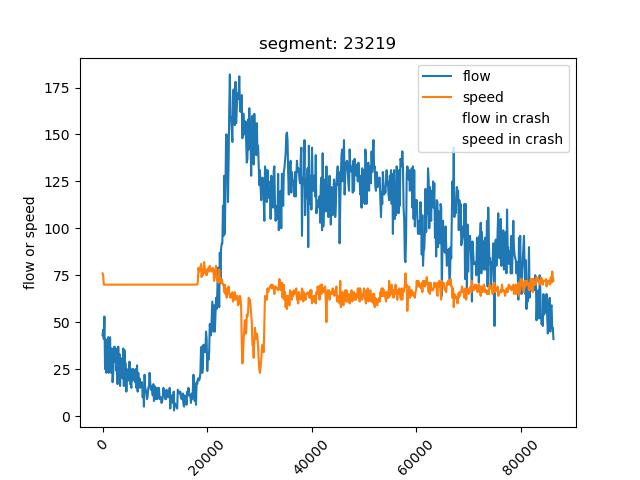 segment: 23219
flow
speed
flow in crash
speed in crash
flow or speed
175
150
125
100
75
50
25
0
0
20000
40000
60000
80000